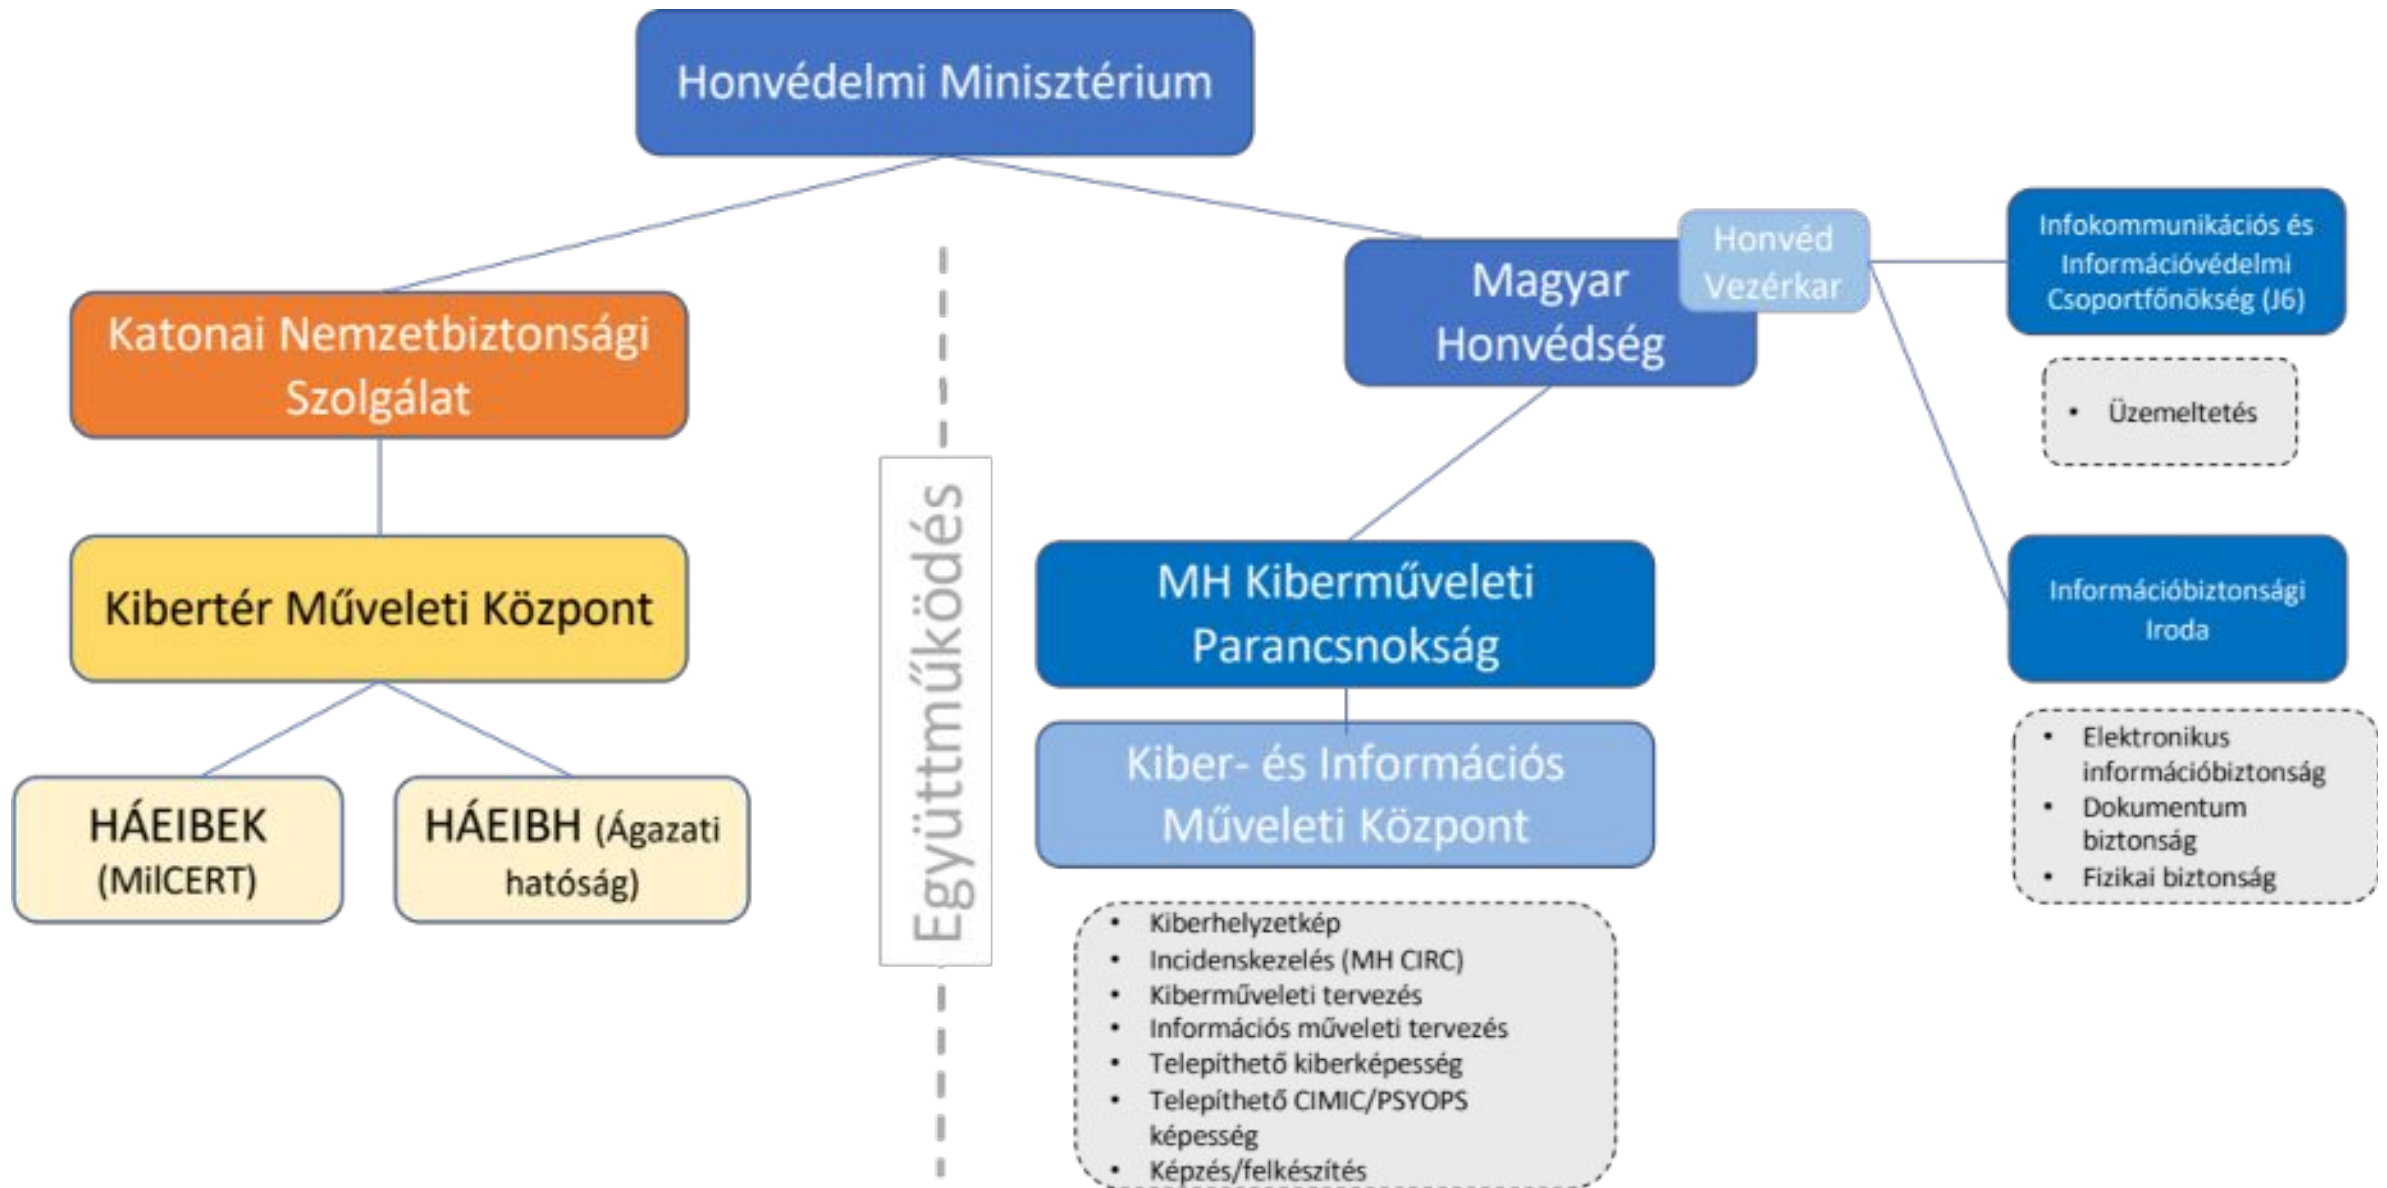 Honvédelmi Minisztérium
Katonai Nemzetbiztonsági
Szolgálat
Kibertér Műveleti Központ
HÁEIBEK
(MilCERT)
HÁEIBH (Ágazati
hatóság)
Együttműködés
Magyar
Honvédség
Honvéd
Vezérkar
MH Kiberműveleti
Parancsnokság
Kiber- és Információs
Műveleti Központ
• Kiberhelyzetkép
• Incidenskezelés (MH CIRC)
• Kiberműveleti tervezés
• Információs műveleti tervezés
• Telepíthető kiberképesség
• Telepíthető CIMIC/PSYOPS
képesség
• Képzés/felkészítés
Infokommunikációs és
Információvédelmi
Csoportfőnökség (J6)
• Üzemeltetés
Információbiztonsági
Iroda
• Elektronikus
információbiztonság
• Dokumentum
biztonság
• Fizikai biztonság